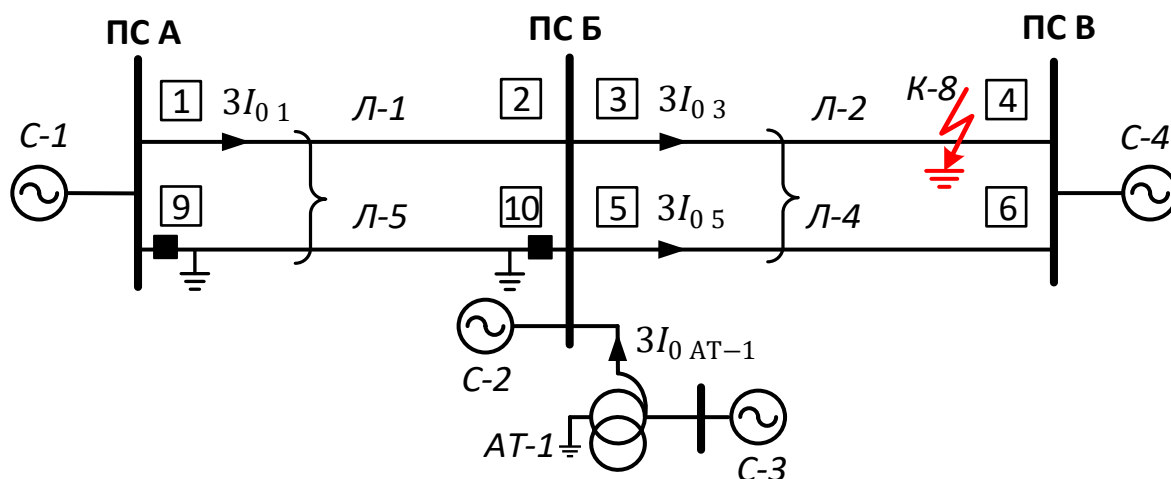 ПС А
ПС Б
ПС В
1
3I0 1
Л-1
2
3
3I0 3
Л-2
К-8
4
С-1
С-4
9
Л-5
10
5
3I0 5
Л-4
6
С-2
3I0 АТ−1
АТ-1
С-3